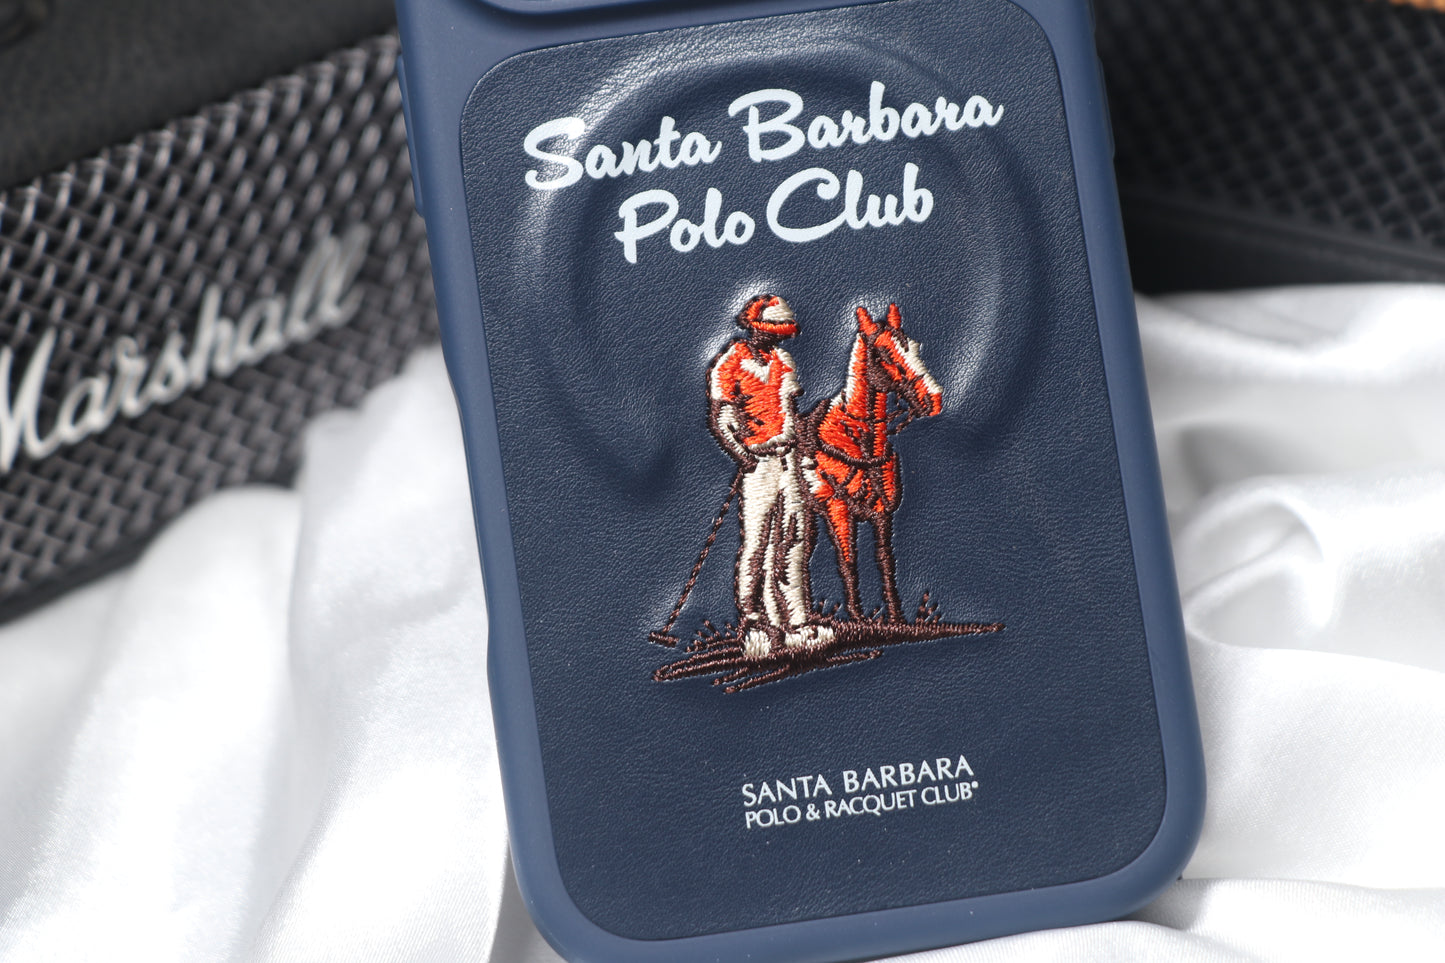 Santa Barbara
Polo Club
Marshall
SANTA BARBARA
POLO & RACQUET CLUB®